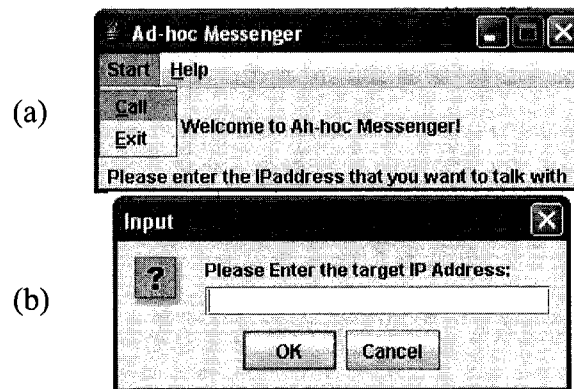 Ad-hoc Messenger
Start Help
(a)
Call
Exit
Welcome to Ah-hoc Messenger!
Please enter the IPaddress that you want to talk with
Input
(b)
? Please Enter the target IP Address:
OK Cancel